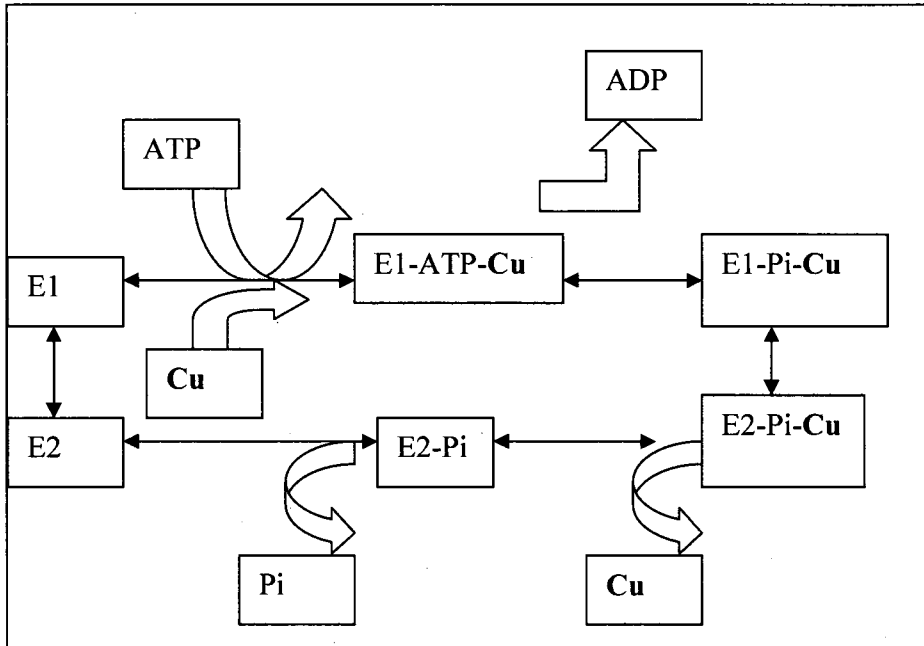 ADP
ATP
E1-ATP-Cu
E1-Pi-Cu
E1
Cu
E2
E2-Pi
E2-Pi-Cu
Pi
Cu